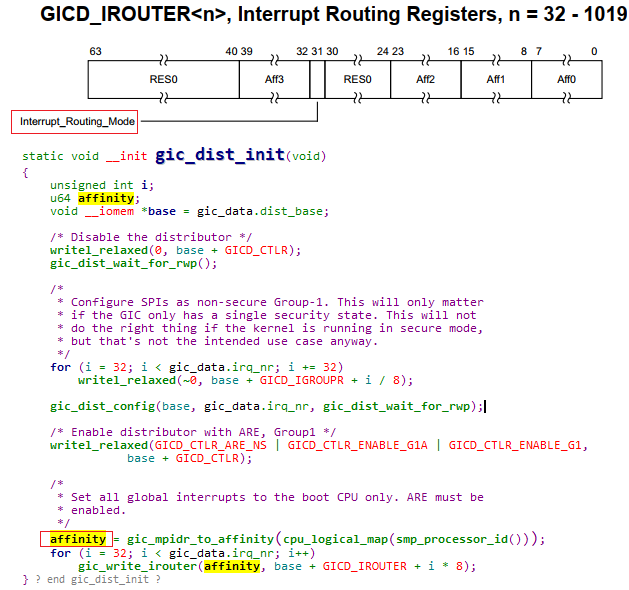 GICD_IROUTER<n>, Interrupt Routing Registers, n = 32 - 1019
63 40 39 32 31 30 24 23 16 15 8 7 0
RES0 Aff3 RES0 Aff2 Aff1 Aff0
Interrupt_Routing_Mode
static void __init gic_dist_init(void)
{
unsigned int i;
u64 affinity;
void __iomem *base = gic_data.dist_base;
/* Disable the distributor */
writel_relaxed(0, base + GICD_CTLR);
gic_dist_wait_for_rwp();
/*
* Configure SPIs as non-secure Group-1. This will only matter
* if the GIC only has a single security state. This will not
* do the right thing if the kernel is running in secure mode,
* but that's not the intended use case anyway.
*/
for (i = 32; i < gic_data.irq_nr; i += 32)
writel_relaxed(~0, base + GICD_IGROUPR + i / 8);
gic_dist_config(base, gic_data.irq_nr, gic_dist_wait_for_rwp);
/* Enable distributor with ARE, Group1 */
writel_relaxed(GICD_CTLR_ARE_NS | GICD_CTLR_ENABLE_G1A | GICD_CTLR_ENABLE_G1,
base + GICD_CTLR);
/*
* Set all global interrupts to the boot CPU only. ARE must be
* enabled.
*/
affinity = gic_mpidr_to_affinity(cpu_logical_map(smp_processor_id()));
for (i = 32; i < gic_data.irq_nr; i++)
gic_write_irouter(affinity, base + GICD_IROUTER + i * 8);
} ? end gic_dist_init ?